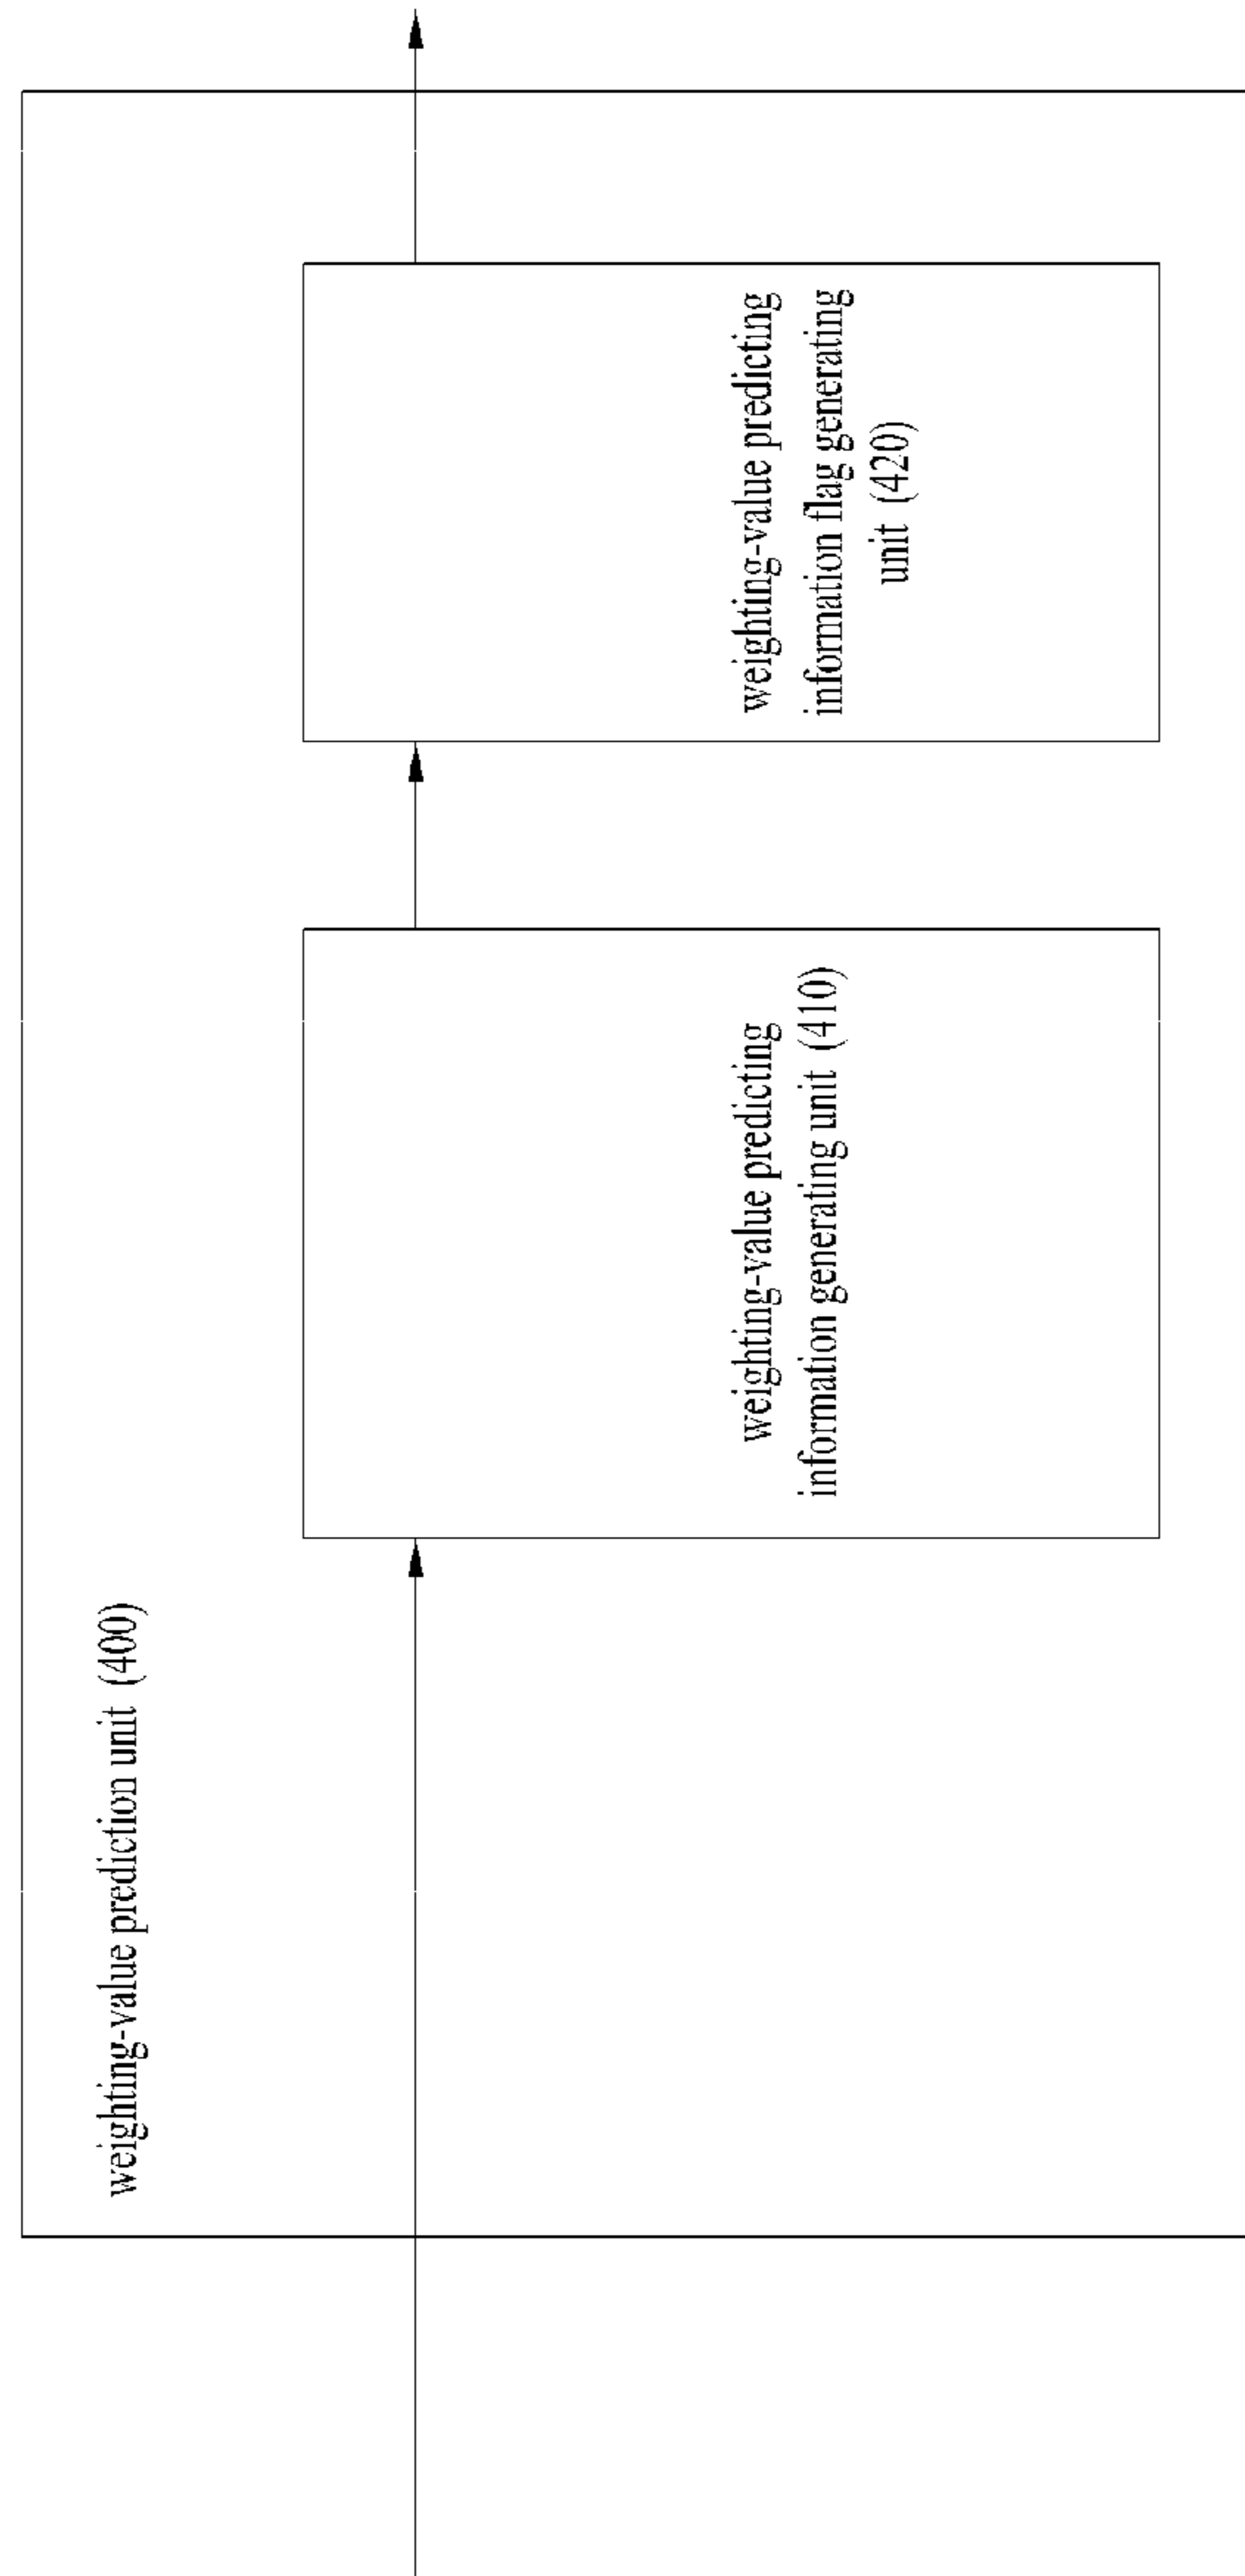 weighting-value prediction unit (400)
weighting-value predicting
information generating unit (410)
weighting-value predicting
information flag generating
unit (420)